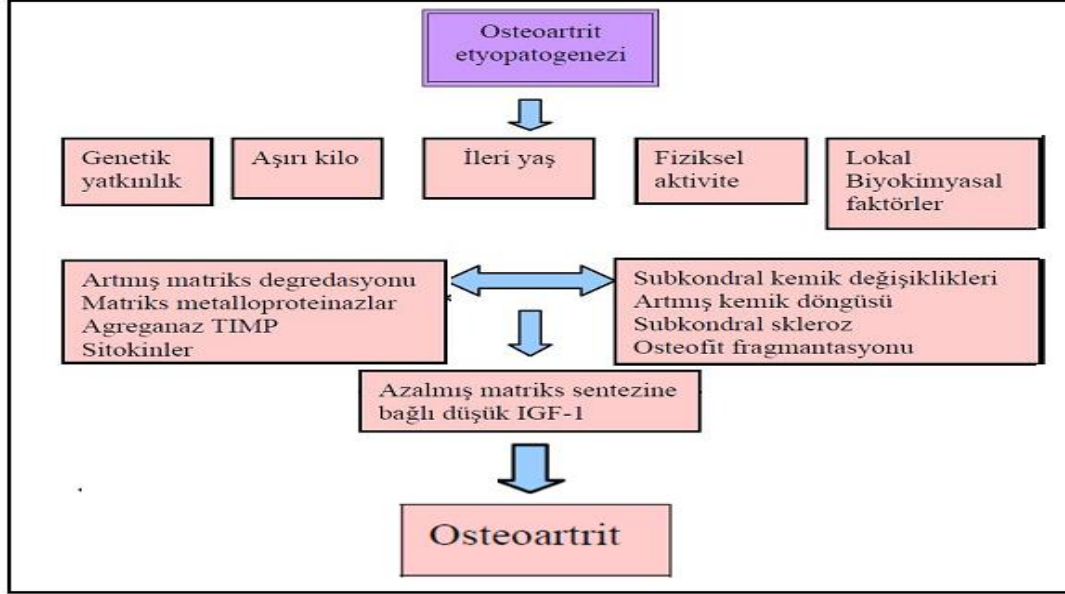 Osteoartrit
etyopatogenezi
Genetik
yatkınlık
Aşırı kilo
İleri yaş
Fiziksel
aktivite
Lokal
Biyokimyasal
faktörler
Artmış matriks degredasyonu
Matriks metalloproteinazlar
Agreganaz TIMP
Sitokinler
Subkondral kemik değişiklikleri
Artmış kemik döngüsü
Subkondral skleroz
Osteofit fragmantasyonu
Azalmış matriks sentezine
bağlı düşük IGF-1
Osteoartrit